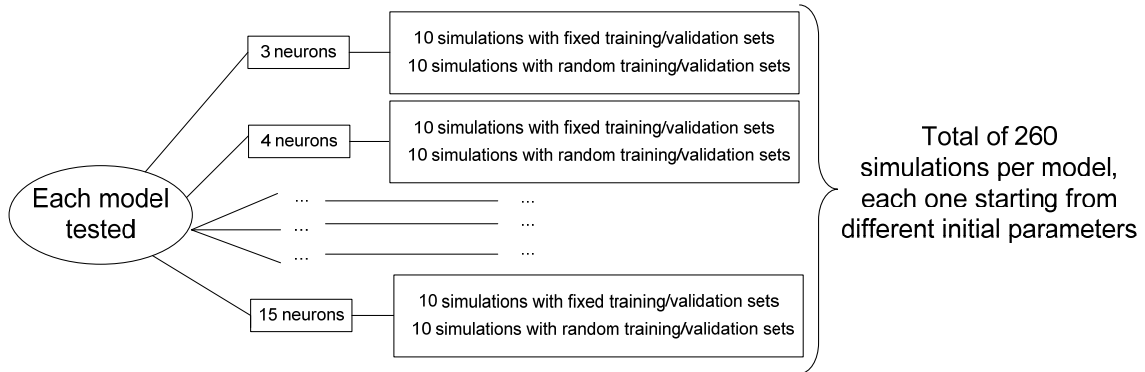 Each model
tested
3 neurons
10 simulations with fixed training/validation sets
10 simulations with random training/validation sets
4 neurons
10 simulations with fixed training/validation sets
10 simulations with random training/validation sets
... ...
... ...
... ...
15 neurons
10 simulations with fixed training/validation sets
10 simulations with random training/validation sets
Total of 260
simulations per model,
each one starting from
different initial parameters